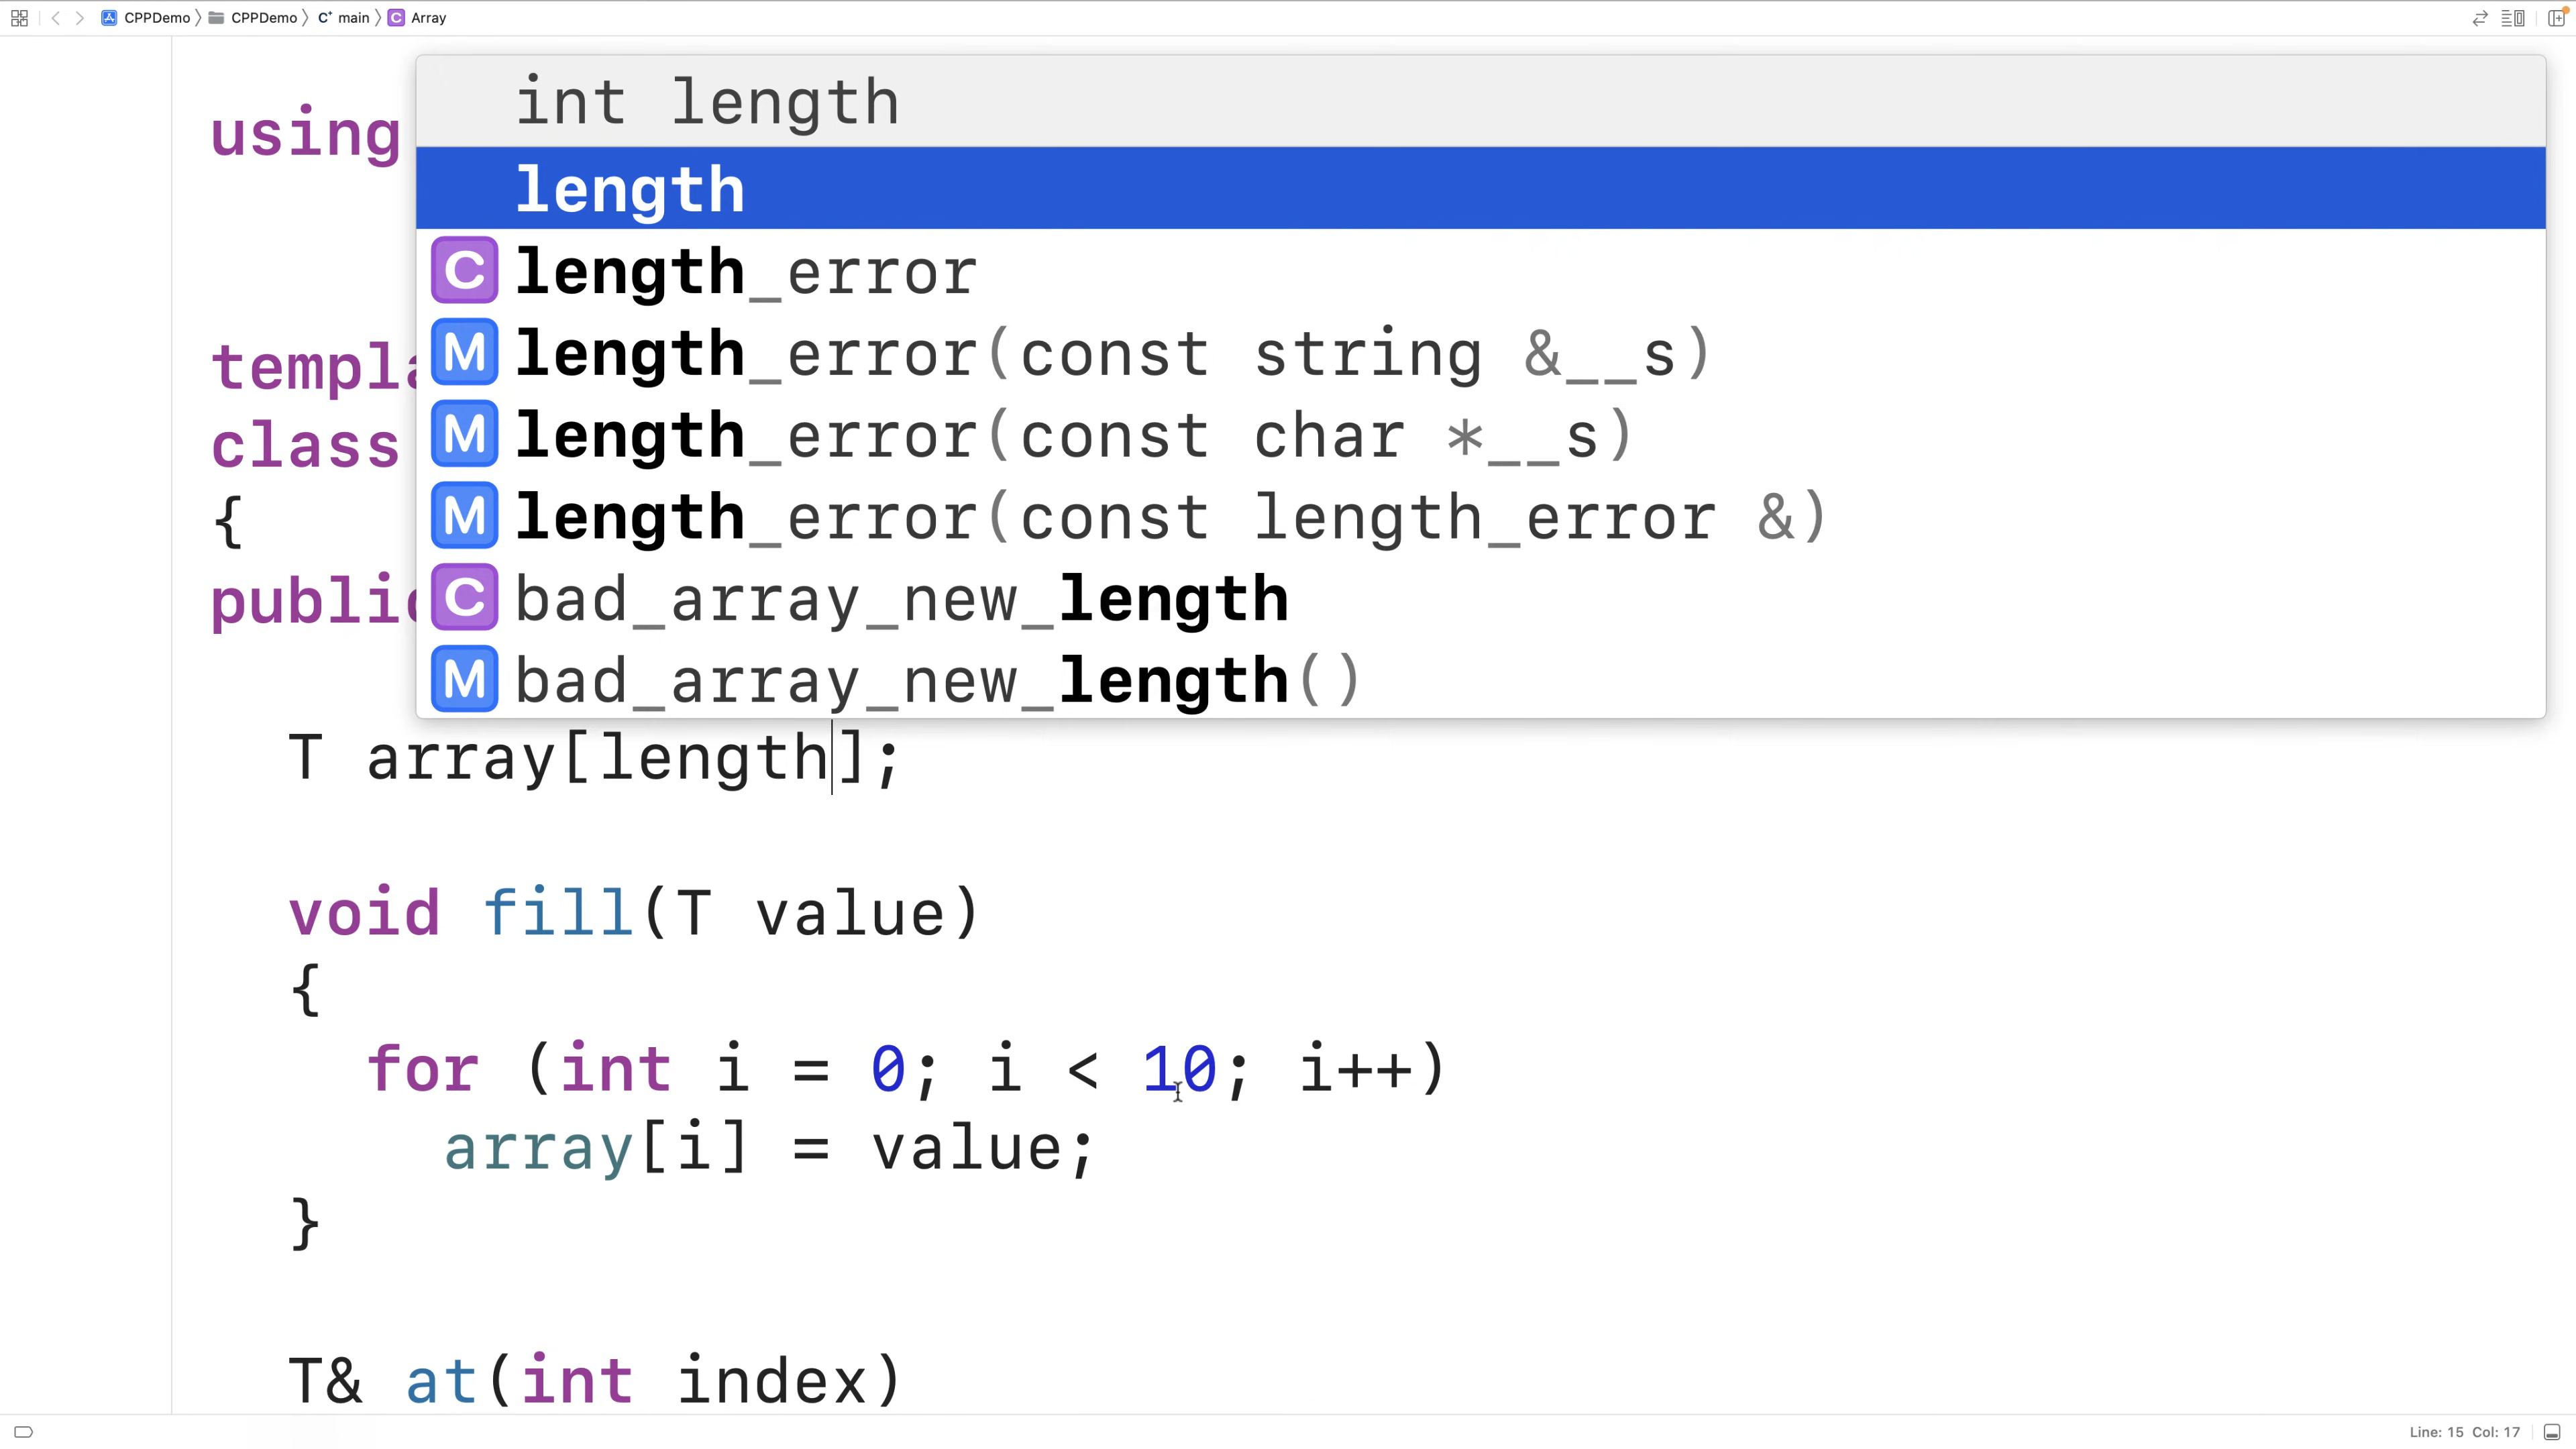 CPPDemo 〉 CPPDemo 〉 C+ main 〉 C Array
int length
using
length
C length_error
M length_error(const string &__s)
templa
M length_error(const char *__s)
class
M length_error(const length_error &)
{
C bad_array_new_length
public
M bad_array_new_length()
T array[length];
void fill(T value)
{
for (int i = 0; i < 10; i++)
array[i] = value;
}
T& at(int index)
Line: 15 Col: 17